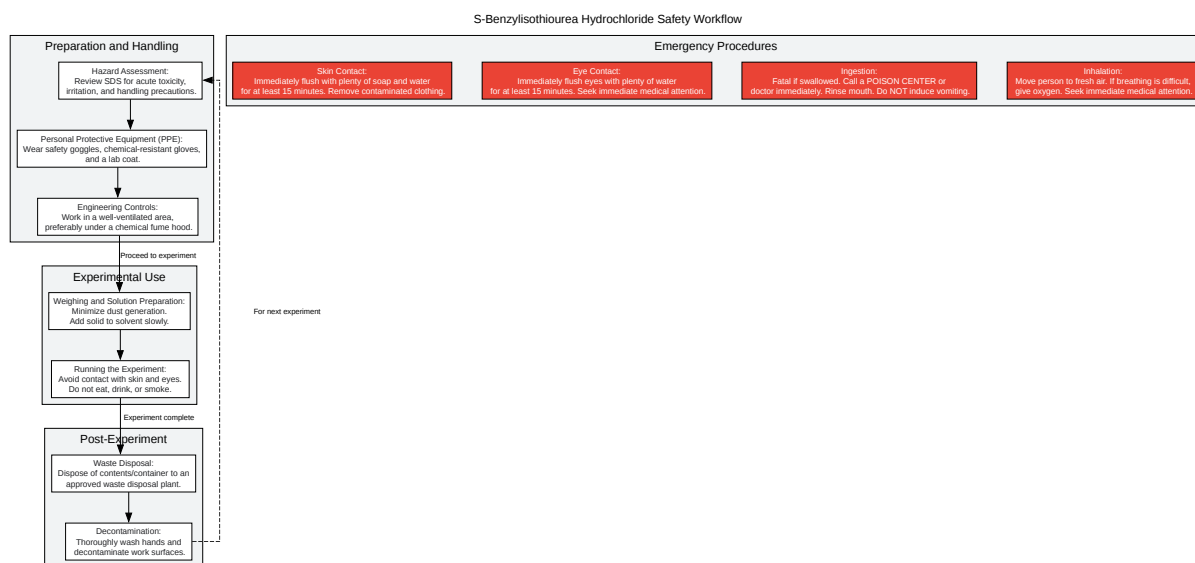 S-Benzylisothiourea Hydrochloride Safety Workflow
Preparation and Handling
Hazard Assessment:
Review SDS for acute toxicity,
irritation, and handling precautions.
Personal Protective Equipment (PPE):
Wear safety goggles, chemical-resistant gloves,
and a lab coat.
Engineering Controls:
Work in a well-ventilated area,
preferably under a chemical fume hood.
Proceed to experiment
Experimental Use
Weighing and Solution Preparation:
Minimize dust generation.
Add solid to solvent slowly.
Running the Experiment:
Avoid contact with skin and eyes.
Do not eat, drink, or smoke.
Experiment complete
Post-Experiment
Waste Disposal:
Dispose of contents/container to an
approved waste disposal plant.
Decontamination:
Thoroughly wash hands and
decontaminate work surfaces.
For next experiment
Emergency Procedures
Skin Contact:
Immediately flush with plenty of soap and water
for at least 15 minutes. Remove contaminated clothing.
Eye Contact:
Immediately flush eyes with plenty of water
for at least 15 minutes. Seek immediate medical attention.
Ingestion:
Fatal if swallowed. Call a POISON CENTER or
doctor immediately. Rinse mouth. Do NOT induce vomiting.
Inhalation:
Move person to fresh air. If breathing is difficult,
give oxygen. Seek immediate medical attention.